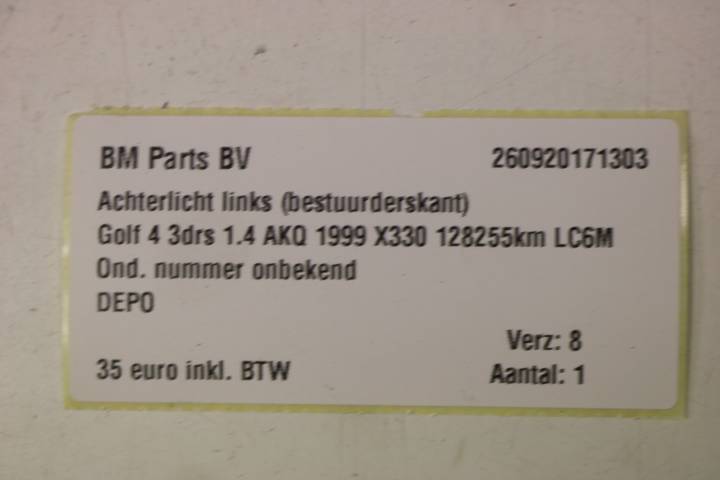 BM Parts BV 260920171303
Achterlicht links (bestuurderskant)
Golf 4 3drs 1.4 AKQ 1999 X330 128255km LC6M
Ond. nummer onbekend
DEPO
Verz: 8
35 euro inkl. BTW Aantal: 1